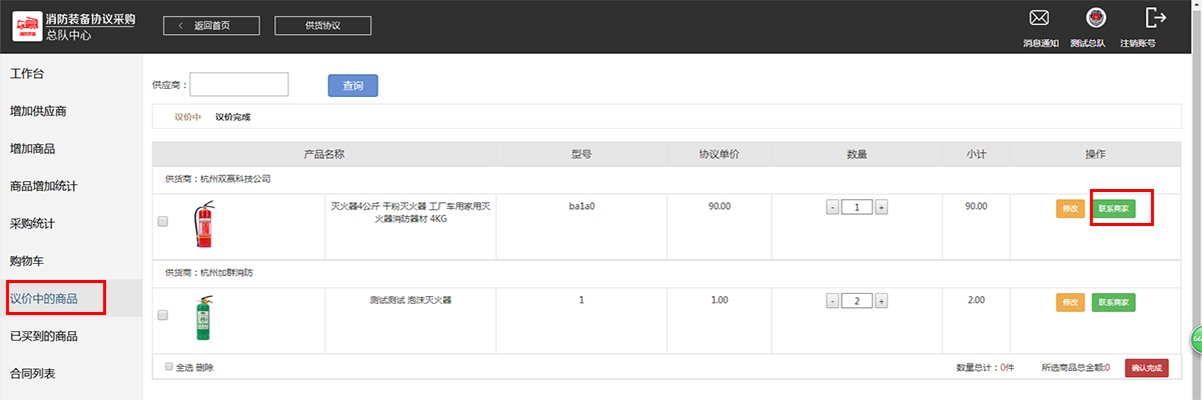 消防装备协议采购
总队中心
返回首页
供货协议
消息通知
测试总队
注销账号
工作台
增加供应商
增加商品
商品增加统计
采购统计
购物车
议价中的商品
已买到的商品
合同列表
供应商：
查询
议价中 议价完成
产品名称 型号 协议单价 数量 小计 操作
供货商：杭州双赛科技公司
灭火器4公斤 干粉灭火器 工厂车用家用灭
火器消防器材 4KG
ba1a0 90.00 - 1 + 90.00 修改 联系商家
供货商：杭州加群消防
测试测试 泡沫灭火器 1 1.00 - 2 + 2.00 修改 联系商家
全选 删除 数量总计：0件 所选商品总金额:0 确认完成